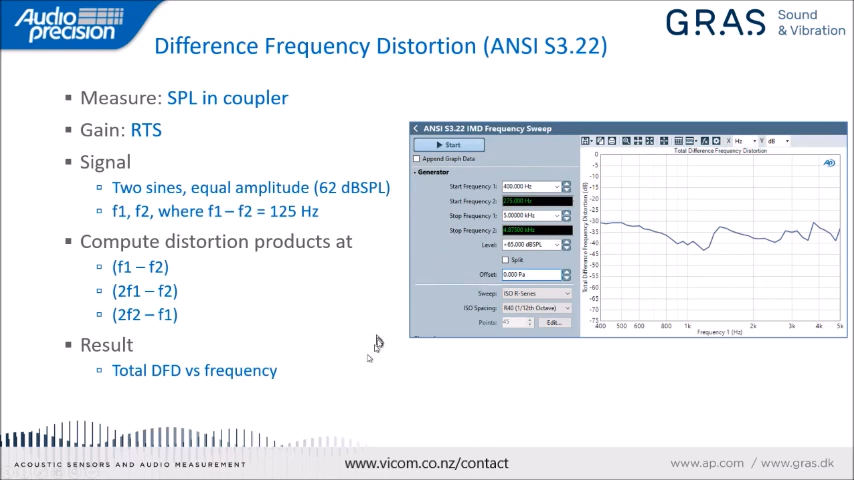 Audio
precision
GRAS Sound
& Vibration
Difference Frequency Distortion (ANSI S3.22)
Measure: SPL in coupler
Gain: RTS
Signal
Two sines, equal amplitude (62 dBSPL)
f1, f2, where f1 – f2 = 125 Hz
Compute distortion products at
(f1 – f2)
(2f1 – f2)
(2f2 – f1)
Result
Total DFD vs frequency
ANSI S3.22 IMD Frequency Sweep
Start
Append Graph Data
Generator
Start Frequency 1: 400.000 Hz
Start Frequency 2: 275.000 Hz
Stop Frequency 1: 5.00000 kHz
Stop Frequency 2: 4.87500 kHz
Level: +65.000 dBSPL
Split
Offset: 0.000 Pa
Sweep: ISO R-Series
ISO Spacing: R40 (1/12th Octave)
Points: 45 Edit...
X Hz Y dB
Total Difference Frequency Distortion
Total Difference Frequency Distortion (dB)
0
-5
-10
-15
-20
-25
-30
-35
-40
-45
-50
-55
-60
-65
-70
-75
400 500 600 800 1k 2k 3k 4k 5k
Frequency 1 (Hz)
ACOUSTIC SENSORS AND AUDIO MEASUREMENT
www.vicom.co.nz/contact
www.ap.com / www.gras.dk